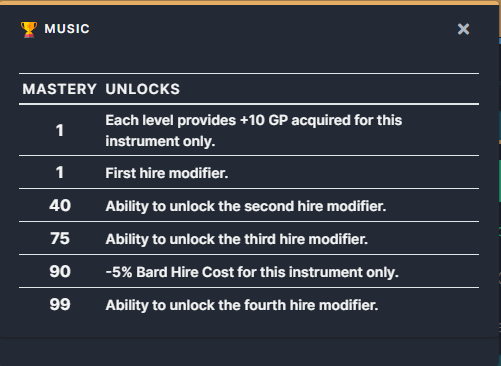 MUSIC
MASTERY UNLOCKS
1 Each level provides +10 GP acquired for this
instrument only.
1 First hire modifier.
40 Ability to unlock the second hire modifier.
75 Ability to unlock the third hire modifier.
90 -5% Bard Hire Cost for this instrument only.
99 Ability to unlock the fourth hire modifier.